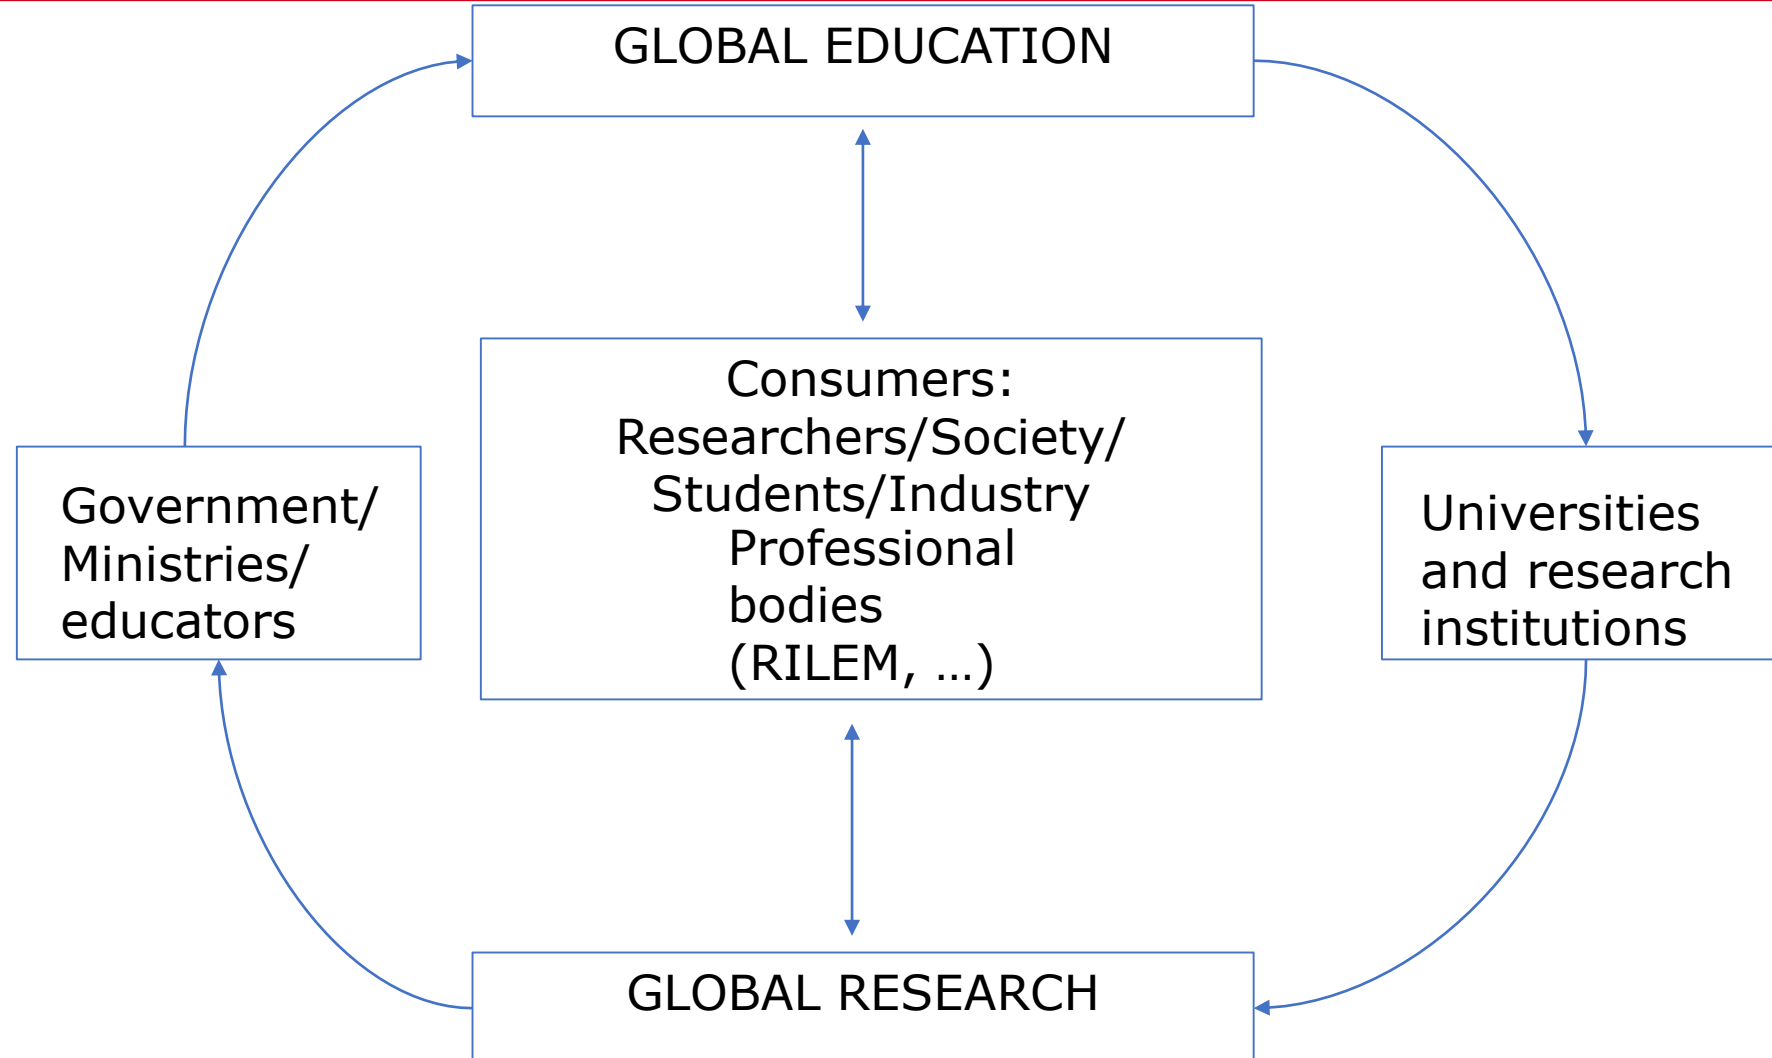 GLOBAL EDUCATION
Consumers:
Researchers/Society/
Students/Industry
Professional
bodies
(RILEM, …)
Government/
Ministries/
educators
Universities
and research
institutions
GLOBAL RESEARCH